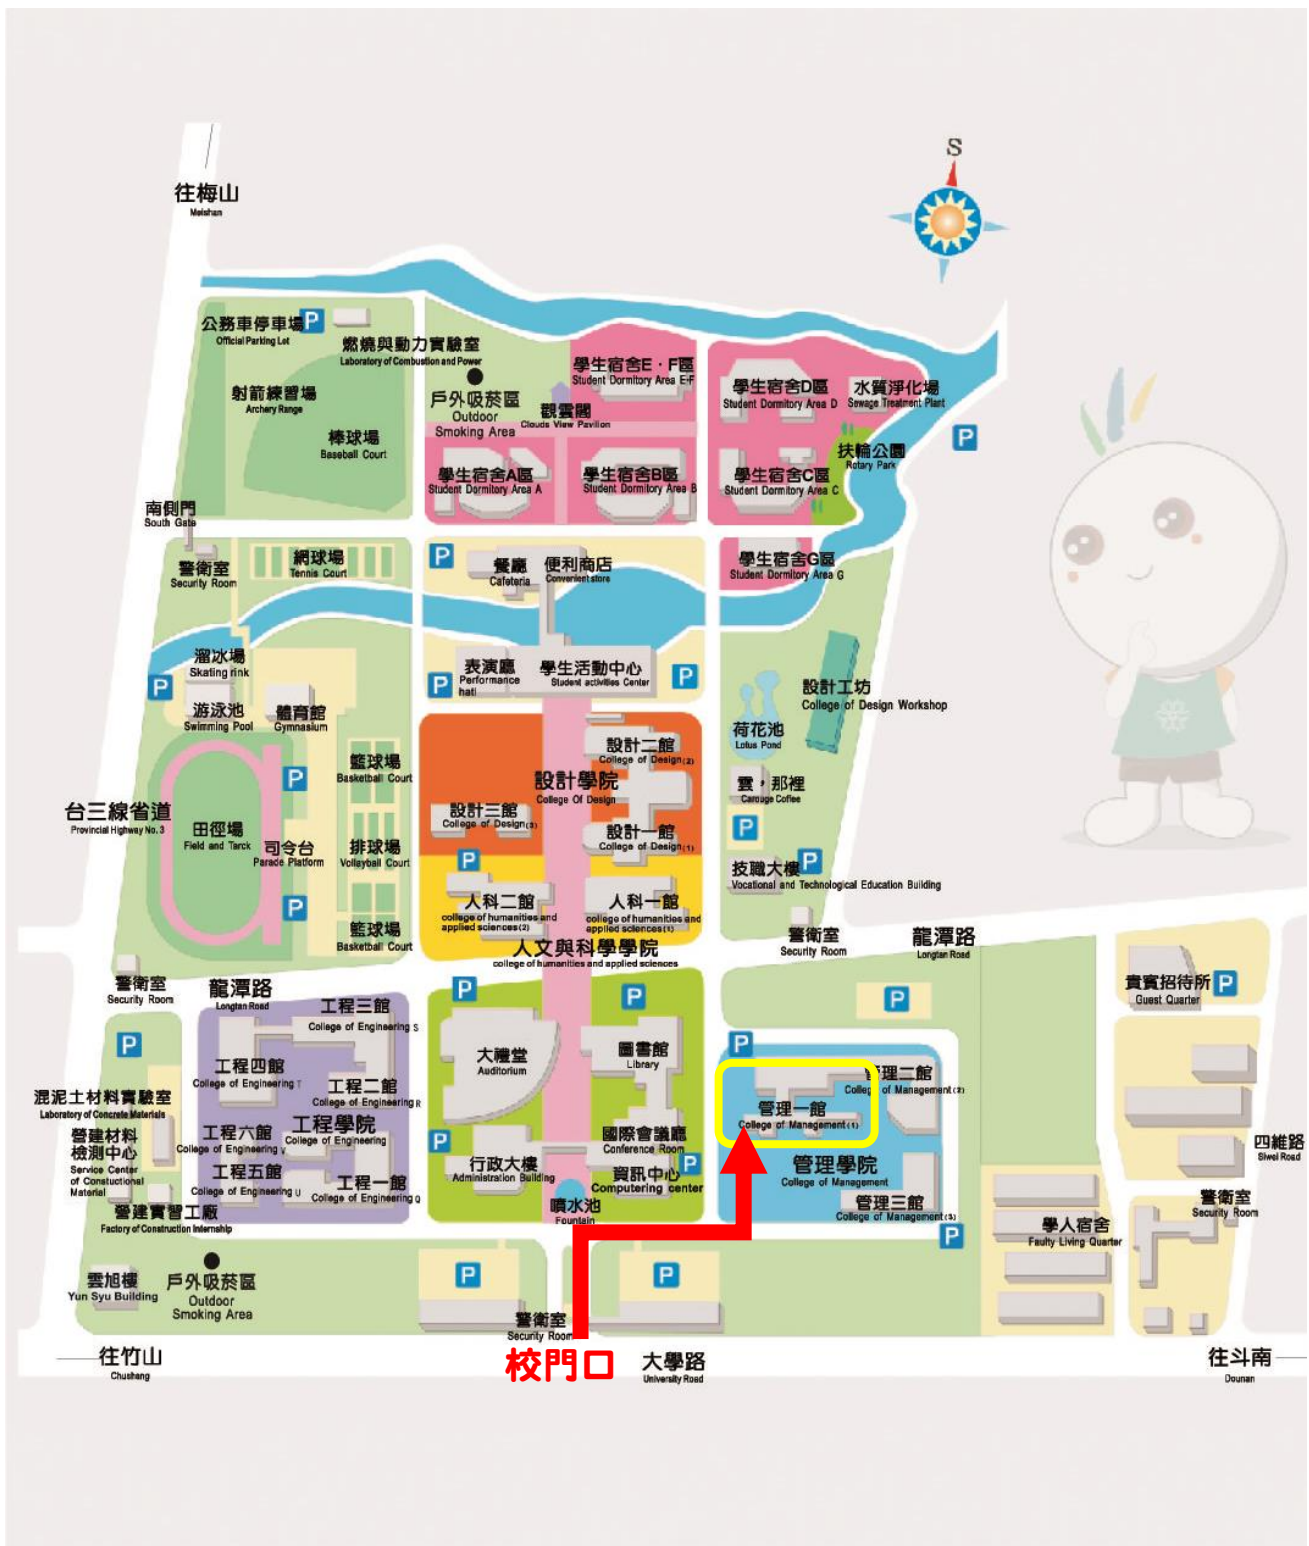 S
往梅山
Meishan
公務車停車場
P
Official Parking Lot
燃燒與動力實驗室
Laboratory of Combustion and Power
學生宿舍E · F區
Student Dormitory Area E·F
學生宿舍D區
Student Dormitory Area D
水質淨化場
Sewage Treatment Plant
射箭練習場
Archery Range
戶外吸菸區
Outdoor
Smoking Area
觀雲閣
Clouds View Pavilion
棒球場
Baseball Court
扶輪公園
Rotary Park
P
學生宿舍A區
Student Dormitory Area A
學生宿舍B區
Student Dormitory Area B
學生宿舍C區
Student Dormitory Area C
南側門
South Gate
警衛室
Security Room
網球場
Tennis Court
P
餐廳
Cafeteria
便利商店
Convenient store
學生宿舍G區
Student Dormitory Area G
溜冰場
Skating rink
P
表演廳
Performance
hatl
P
學生活動中心
Student activities Center
P
設計工坊
College of Design Workshop
游泳池
Swimming Pool
體育館
Gymnasium
荷花池
Lotus Pond
設計二館
College of Design(2)
籃球場
Basketball Court
P
設計學院
College Of Design
雲，那裡
Carouge Coffee
台三線省道
Provincial Highway No. 3
田徑場
Field and Tarck
設計三館
College of Design(3)
設計一館
College of Design(1)
P
司令台
Parade Platform
排球場
Volleyball Court
P
技職大樓
P
Vocational and Technological Education Building
P
人科二館
college of humanities and
applied sciences(2)
人科一館
college of humanities and
applied sciences(1)
籃球場
Basketball Court
人文與科學學院
college of humanities and applied sciences
警衛室
Security Room
龍潭路
Longtan Road
警衛室
Security Room
龍潭路
Longtan Road
P
P
P
貴賓招待所
P
Guest Quarter
工程三館
College of Engineering S
P
大禮堂
Auditorium
圖書館
Library
P
工程四館
College of Engineering T
管理二館
College of Management(2)
混泥土材料實驗室
Laboratory of Concrete Materials
工程二館
College of Engineering R
管理一館
College of Management(1)
營建材料
檢測中心
Service Center
of Constuctional
Material
工程六館
College of Engineering V
工程學院
College of Engineering
P
國際會議廳
Conference Room
四維路
Siwei Road
工程五館
College of Engineering U
工程一館
College of Engineering Q
行政大樓
Administration Building
資訊中心
P
Computering center
管理學院
College of Management
營建實習工廠
Factory of Construction Internship
噴水池
Fountain
管理三館
College of Management(3)
P
學人宿舍
Faulty Living Quarter
警衛室
Security Room
雲旭樓
Yun Syu Building
戶外吸菸區
Outdoor
Smoking Area
P
P
警衛室
Security Room
往竹山
Chushang
校門口
大學路
University Road
往斗南
Dounan